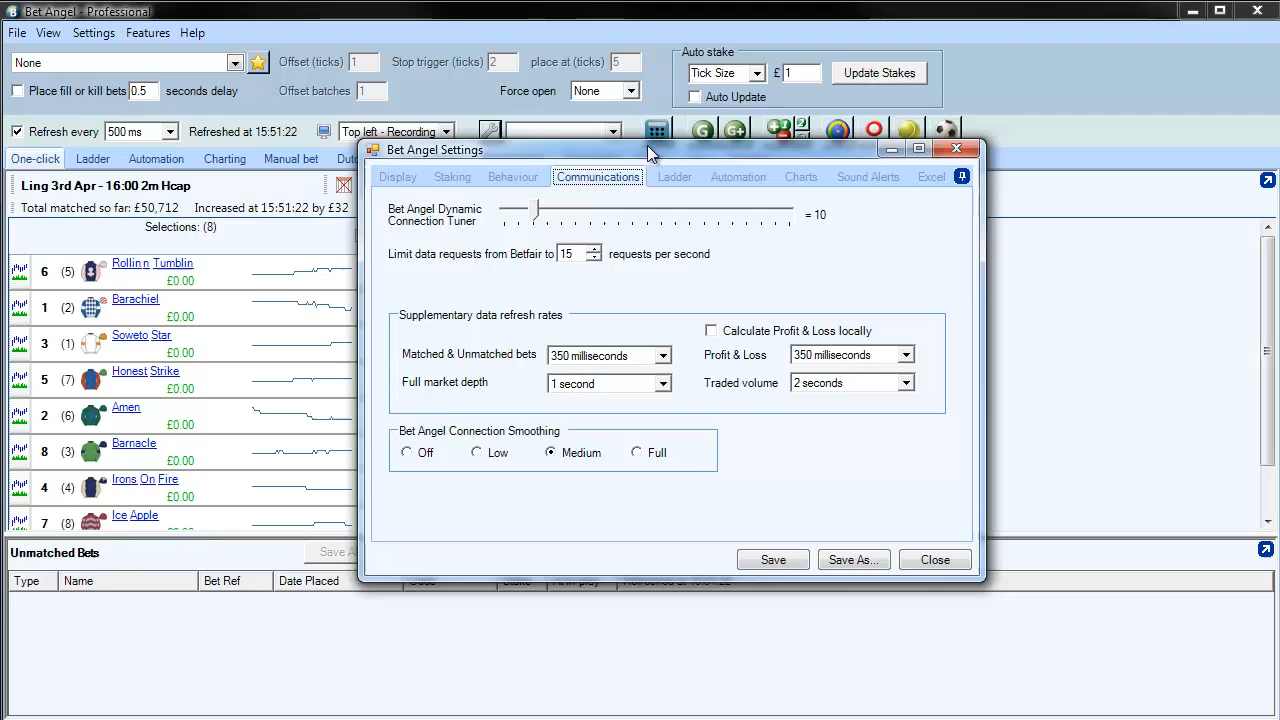 Bet Angel - Professional
File View Settings Features Help
None Offset (ticks) 1 Stop trigger (ticks) 2 place at (ticks) 5
Auto stake
Tick Size £ 1 Update Stakes
Place fill or kill bets 0.5 seconds delay Offset batches 1 Force open None
Auto Update
Refresh every 500 ms Refreshed at 15:51:22 Top left - Recording G G+ 2
One-click Ladder Automation Charting Manual bet
Ling 3rd Apr - 16:00 2m Hcap
Total matched so far: £50,712 Increased at 15:51:22 by £32
Selections: (8)
6 (5) Rollin n Tumblin
£0.00
1 (2) Barachiel
£0.00
3 (1) Soweto Star
£0.00
5 (7) Honest Strike
£0.00
2 (6) Amen
£0.00
8 (3) Barnacle
£0.00
4 (4) Irons On Fire
£0.00
7 (8) Ice Apple
Bet Angel Settings
Display Staking Behaviour Communications Ladder Automation Charts Sound Alerts Excel
Bet Angel Dynamic
Connection Tuner = 10
Limit data requests from Betfair to 15 requests per second
Supplementary data refresh rates
Calculate Profit & Loss locally
Matched & Unmatched bets 350 milliseconds Profit & Loss 350 milliseconds
Full market depth 1 second Traded volume 2 seconds
Bet Angel Connection Smoothing
Off Low Medium Full
Save Save As... Close
Unmatched Bets
Type Name Bet Ref Date Placed